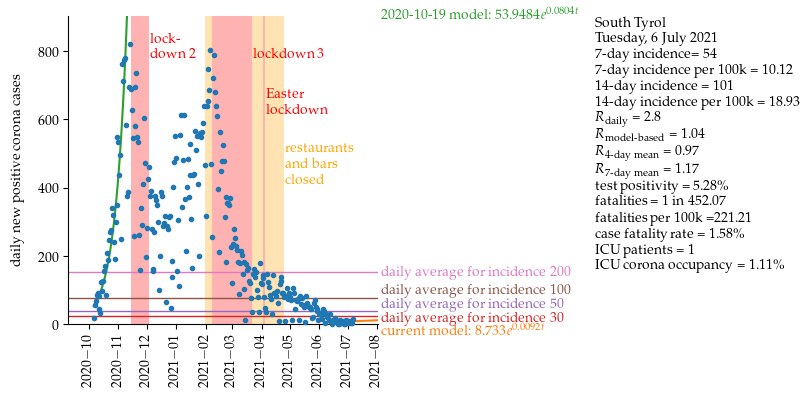 2020-10-19 model: 53.9484e^0.0804t
lock-
down 2
lockdown 3
Easter
lockdown
restaurants
and bars
closed
daily new positive corona cases
800
600
400
200
0
daily average for incidence 200
daily average for incidence 100
daily average for incidence 50
daily average for incidence 30
current model: 8.733e^0.0092t
2020−10
2020−11
2020−12
2021−01
2021−02
2021−03
2021−04
2021−05
2021−06
2021−07
2021−08
South Tyrol
Tuesday, 6 July 2021
7-day incidence= 54
7-day incidence per 100k = 10.12
14-day incidence = 101
14-day incidence per 100k = 18.93
R_daily = 2.8
R_model-based = 1.04
R_4-day mean = 0.97
R_7-day mean = 1.17
test positivity = 5.28%
fatalities = 1 in 452.07
fatalities per 100k =221.21
case fatality rate = 1.58%
ICU patients = 1
ICU corona occupancy = 1.11%